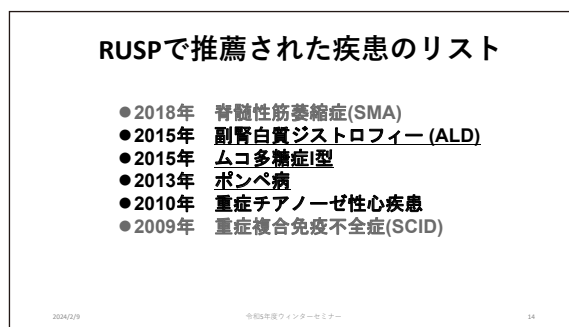 RUSPで推薦された疾患のリスト
●2018年 脊髄性筋萎縮症(SMA)
●2015年 副腎白質ジストロフィー (ALD)
●2015年 ムコ多糖症I型
●2013年 ポンペ病
●2010年 重症チアノーゼ性心疾患
●2009年 重症複合免疫不全症(SCID)
2024/2/9 令和5年度ウィンターセミナー 14